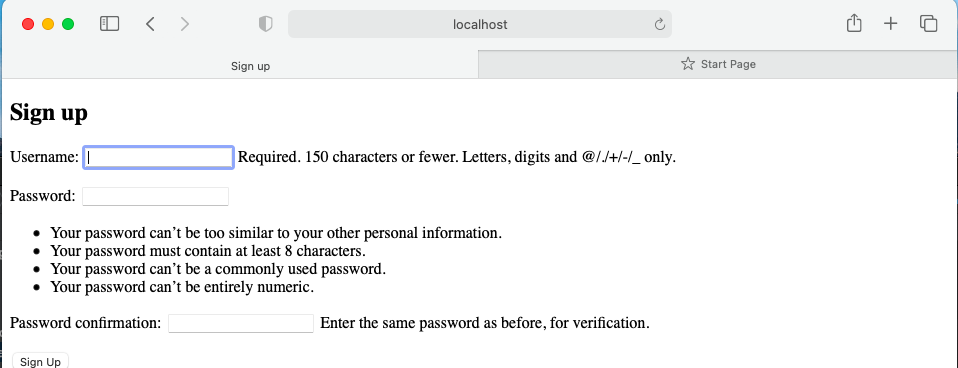 localhost
Sign up
Start Page
Sign up
Username: Required. 150 characters or fewer. Letters, digits and @/./+/-/_ only.
Password:
Your password can’t be too similar to your other personal information.
Your password must contain at least 8 characters.
Your password can’t be a commonly used password.
Your password can’t be entirely numeric.
Password confirmation: Enter the same password as before, for verification.
Sign Up